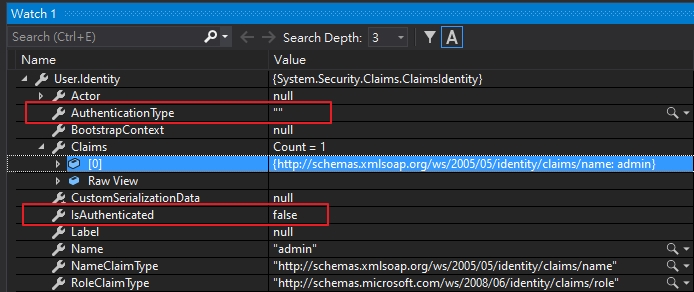 Watch 1
Search (Ctrl+E) Search Depth: 3 A
Name Value
User.Identity {System.Security.Claims.ClaimsIdentity}
Actor null
AuthenticationType ""
BootstrapContext null
Claims Count = 1
[0] {http://schemas.xmlsoap.org/ws/2005/05/identity/claims/name: admin}
Raw View
CustomSerializationData null
IsAuthenticated false
Label null
Name "admin"
NameClaimType "http://schemas.xmlsoap.org/ws/2005/05/identity/claims/name"
RoleClaimType "http://schemas.microsoft.com/ws/2008/06/identity/claims/role"